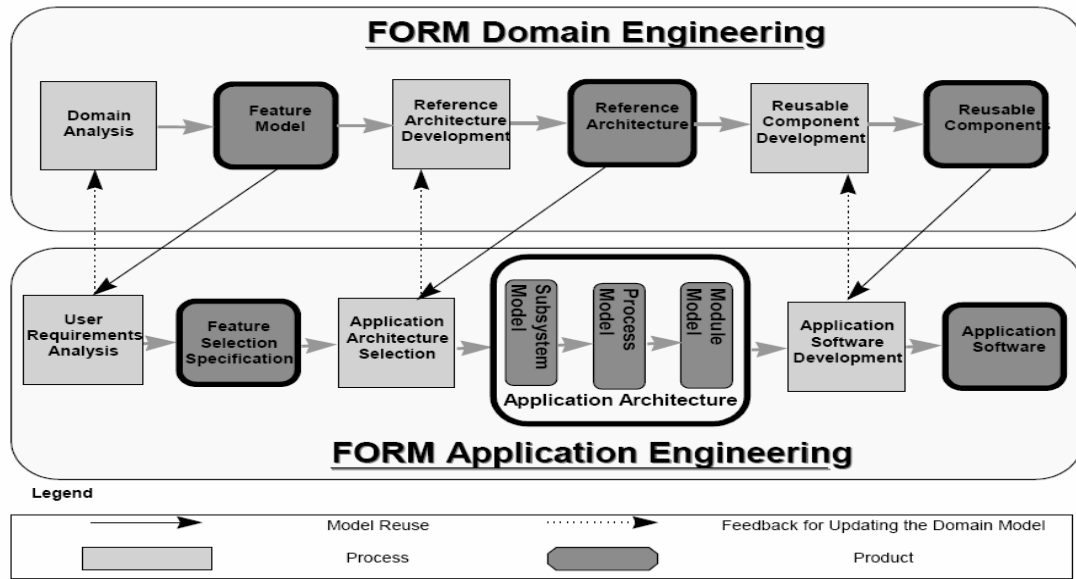 FORM Domain Engineering
Domain
Analysis
Feature
Model
Reference
Architecture
Development
Reference
Architecture
Reusable
Component
Development
Reusable
Components
User
Requirements
Analysis
Feature
Selection
Specification
Application
Architecture
Selection
Subsystem
Model
Process
Model
Module
Model
Application Architecture
Application
Software
Development
Application
Software
FORM Application Engineering
Legend
Model Reuse
Feedback for Updating the Domain Model
Process
Product